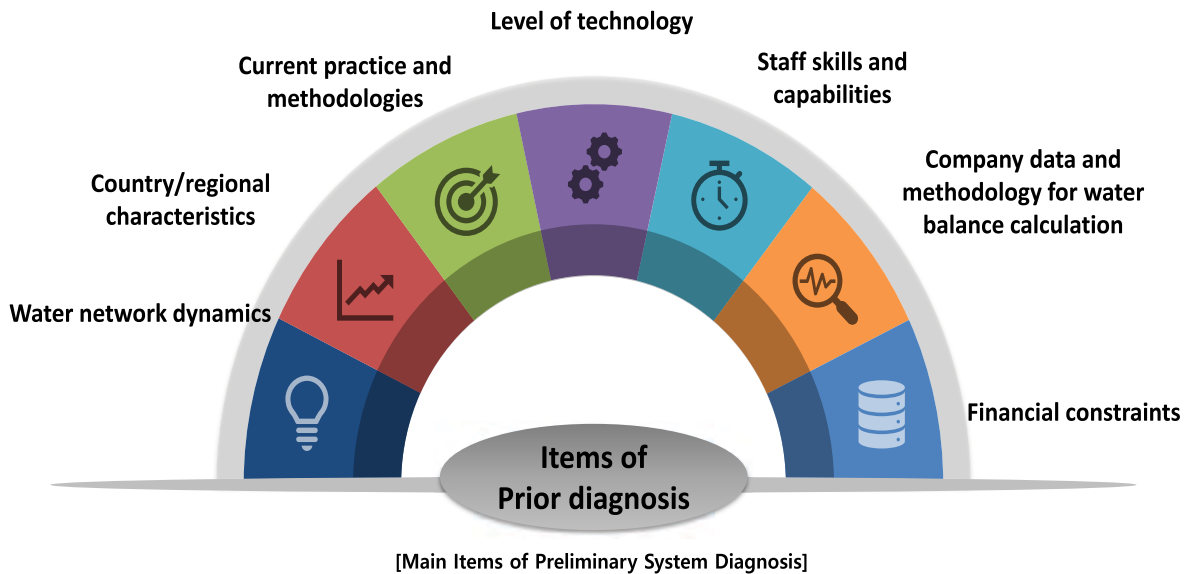 Level of technology
Current practice and
methodologies
Staff skills and
capabilities
Country/regional
characteristics
Company data and
methodology for water
balance calculation
Water network dynamics
Financial constraints
Items of
Prior diagnosis
[Main Items of Preliminary System Diagnosis]